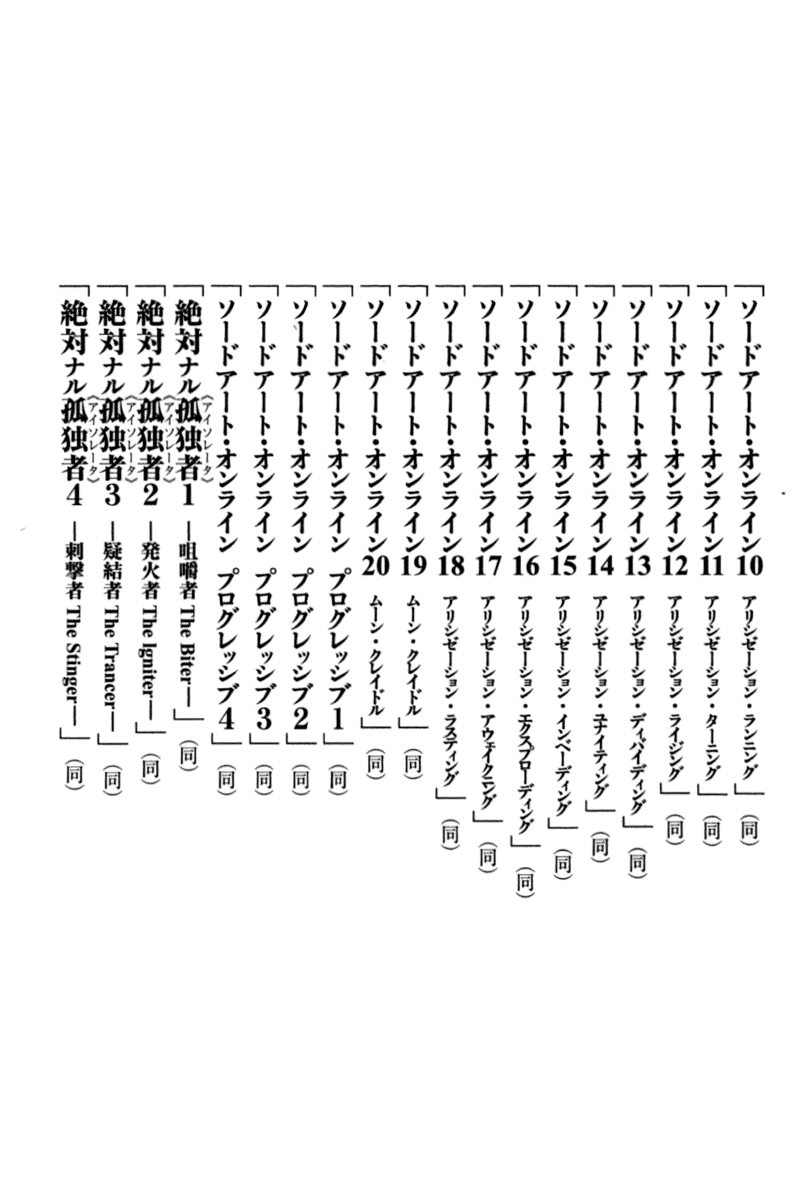 「ソードアート・オンライン10 アリシゼーション・ランニング」（同）
「ソードアート・オンライン11 アリシゼーション・ターニング」（同）
「ソードアート・オンライン12 アリシゼーション・ライジング」（同）
「ソードアート・オンライン13 アリシゼーション・ディバイディング」（同）
「ソードアート・オンライン14 アリシゼーション・ユナイティング」（同）
「ソードアート・オンライン15 アリシゼーション・インベーディング」（同）
「ソードアート・オンライン16 アリシゼーション・エクスプローディング」（同）
「ソードアート・オンライン17 アリシゼーション・アウェイクニング」（同）
「ソードアート・オンライン18 アリシゼーション・ラスティング」（同）
「ソードアート・オンライン19 ムーン・クレイドル」（同）
「ソードアート・オンライン20 ムーン・クレイドル」（同）
「ソードアート・オンライン プログレッシブ1」（同）
「ソードアート・オンライン プログレッシブ2」（同）
「ソードアート・オンライン プログレッシブ3」（同）
「ソードアート・オンライン プログレッシブ4」（同）
「絶対ナル孤独者《アイソレータ》1 ―咀嚼者 The Biter―」（同）
「絶対ナル孤独者《アイソレータ》2 ―発火者 The Igniter―」（同）
「絶対ナル孤独者《アイソレータ》3 ―凝結者 The Trancer―」（同）
「絶対ナル孤独者《アイソレータ》4 ―刺撃者 The Stinger―」（同）